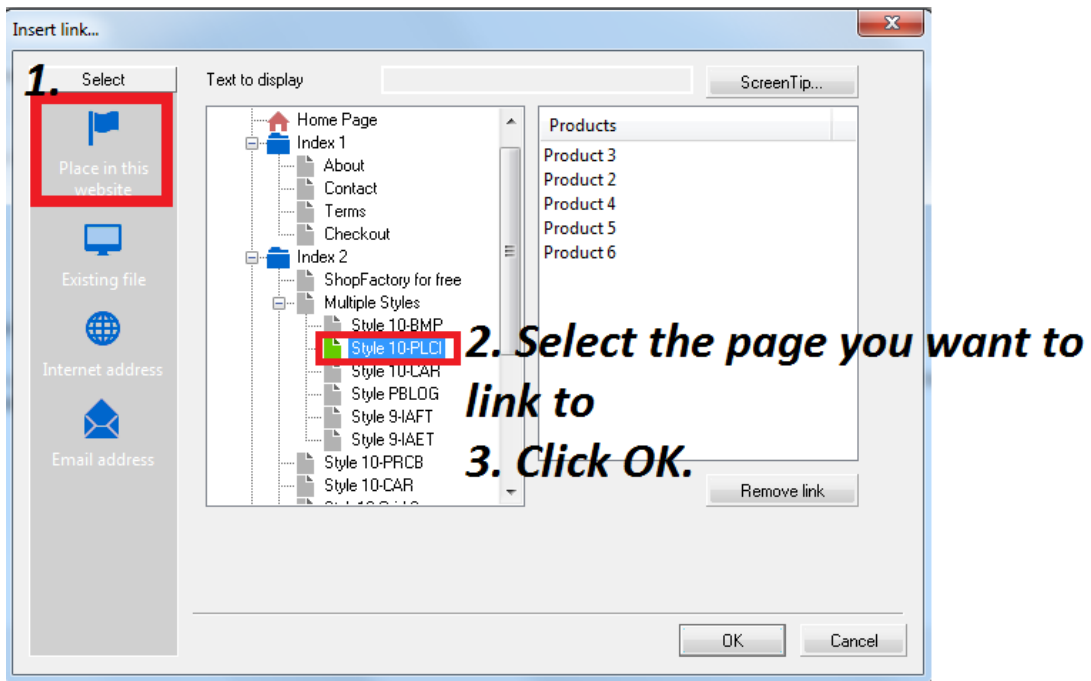 Insert link...
1.
Select
Text to display
ScreenTip...
Place in this
website
Existing file
Internet address
Email address
Home Page
Index 1
About
Contact
Terms
Checkout
Index 2
ShopFactory for free
Multiple Styles
Style 10-BMP
Style 10-PLCI
Style 10-CAR
Style PBLOG
Style 9-IAFT
Style 9-IAET
Style 10-PRCB
Style 10-CAR
Products
Product 3
Product 2
Product 4
Product 5
Product 6
2. Select the page you want to
link to
3. Click OK.
Remove link
OK
Cancel